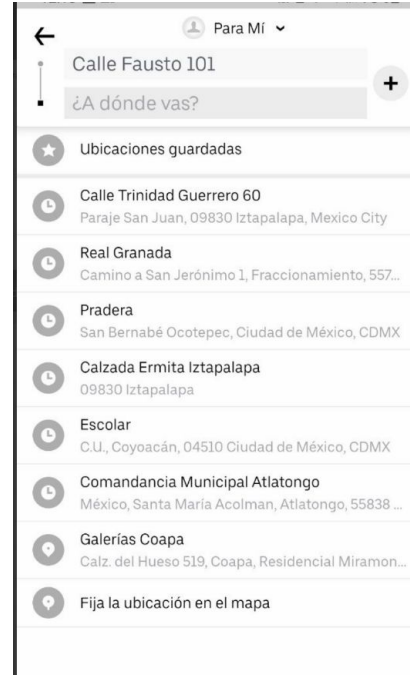 Para Mí
Calle Fausto 101
¿A dónde vas?
Ubicaciones guardadas
Calle Trinidad Guerrero 60
Paraje San Juan, 09830 Iztapalapa, Mexico City
Real Granada
Camino a San Jerónimo 1, Fraccionamiento, 557...
Pradera
San Bernabé Ocotepec, Ciudad de México, CDMX
Calzada Ermita Iztapalapa
09830 Iztapalapa
Escolar
C.U., Coyoacán, 04510 Ciudad de México, CDMX
Comandancia Municipal Atlatongo
México, Santa María Acolman, Atlatongo, 55838 ...
Galerías Coapa
Calz. del Hueso 519, Coapa, Residencial Miramon...
Fija la ubicación en el mapa